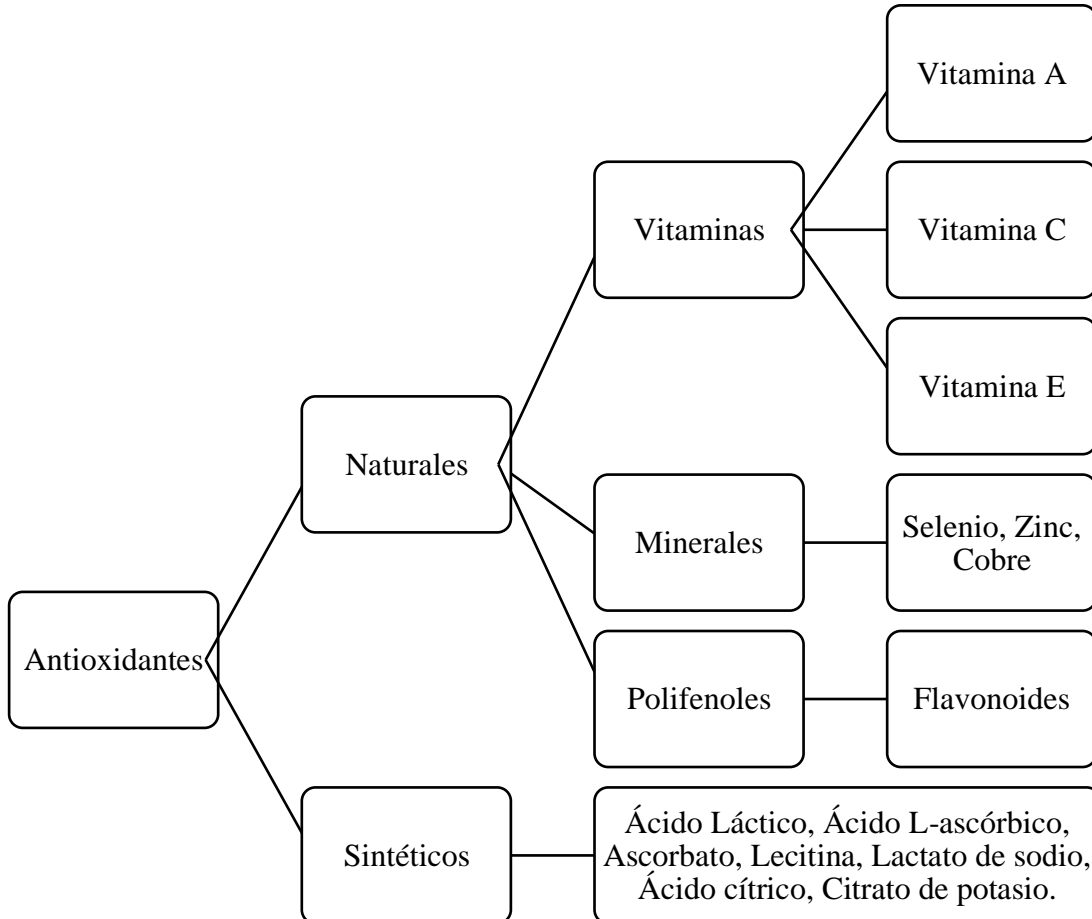 Antioxidantes
Naturales
Vitaminas
Vitamina A
Vitamina C
Vitamina E
Minerales
Selenio, Zinc,
Cobre
Polifenoles
Flavonoides
Sintéticos
Ácido Láctico, Ácido L-ascórbico,
Ascorbato, Lecitina, Lactato de sodio,
Ácido cítrico, Citrato de potasio.